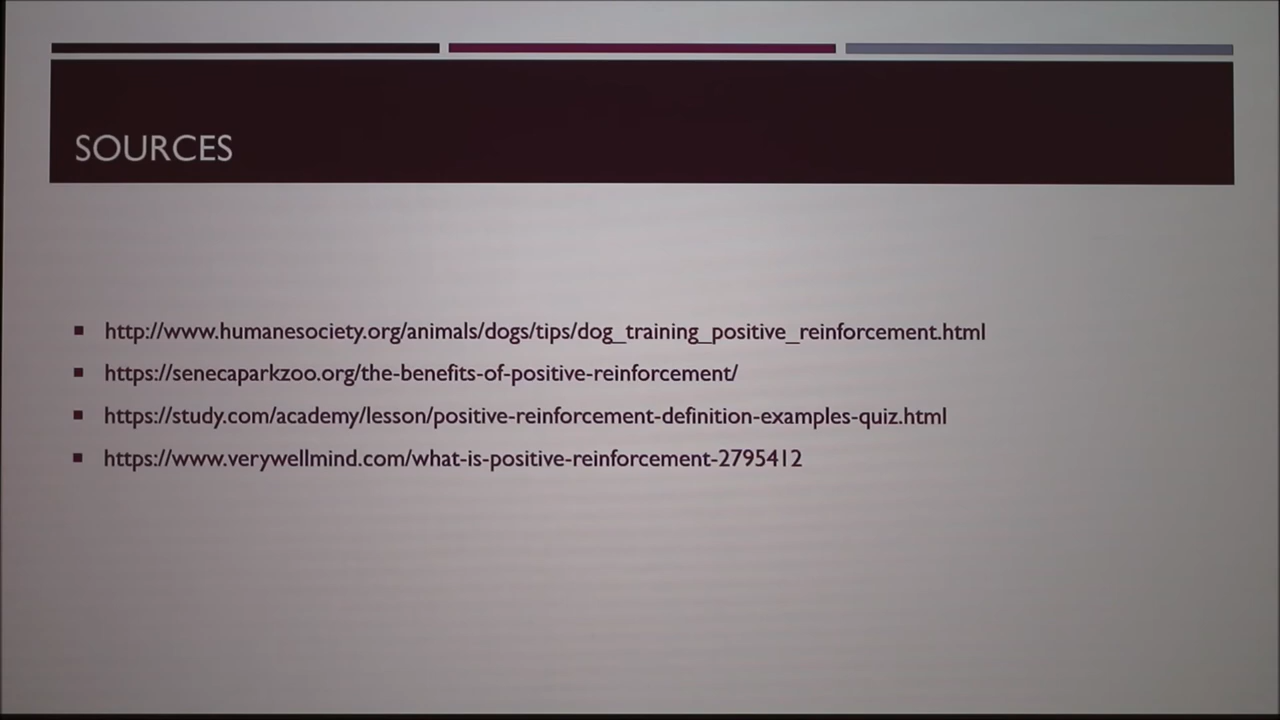 SOURCES
http://www.humanesociety.org/animals/dogs/tips/dog_training_positive_reinforcement.html
https://senecaparkzoo.org/the-benefits-of-positive-reinforcement/
https://study.com/academy/lesson/positive-reinforcement-definition-examples-quiz.html
https://www.verywellmind.com/what-is-positive-reinforcement-2795412